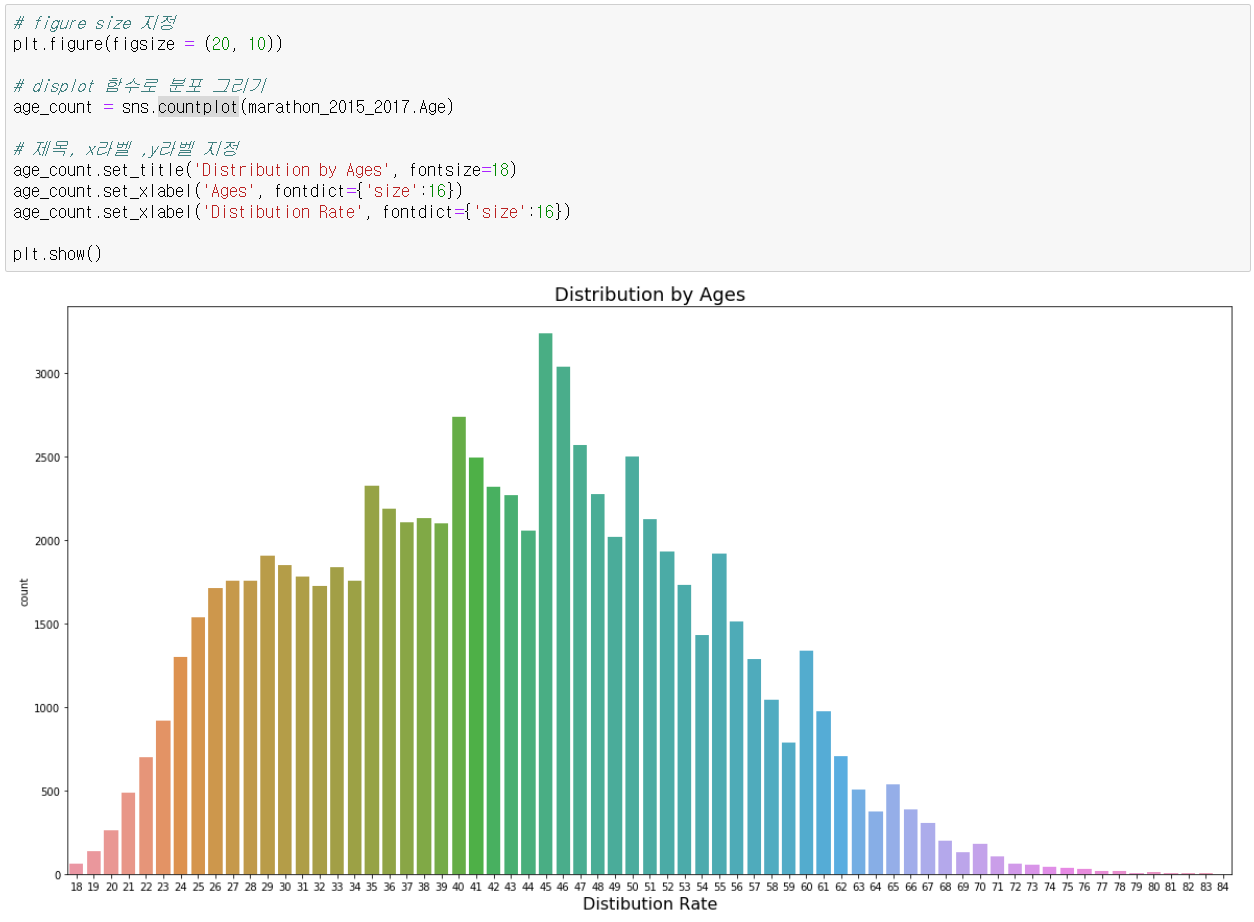 # figure size 지정
plt.figure(figsize = (20, 10))
# displot 함수로 분포 그리기
age_count = sns.countplot(marathon_2015_2017.Age)
# 제목, x라벨 ,y라벨 지정
age_count.set_title('Distribution by Ages', fontsize=18)
age_count.set_xlabel('Ages', fontdict={'size':16})
age_count.set_xlabel('Distibution Rate', fontdict={'size':16})
plt.show()
Distribution by Ages
3000
2500
2000
1500
1000
500
0
count
18 19 20 21 22 23 24 25 26 27 28 29 30 31 32 33 34 35 36 37 38 39 40 41 42 43 44 45 46 47 48 49 50 51 52 53 54 55 56 57 58 59 60 61 62 63 64 65 66 67 68 69 70 71 72 73 74 75 76 77 78 79 80 81 82 83 84
Distibution Rate